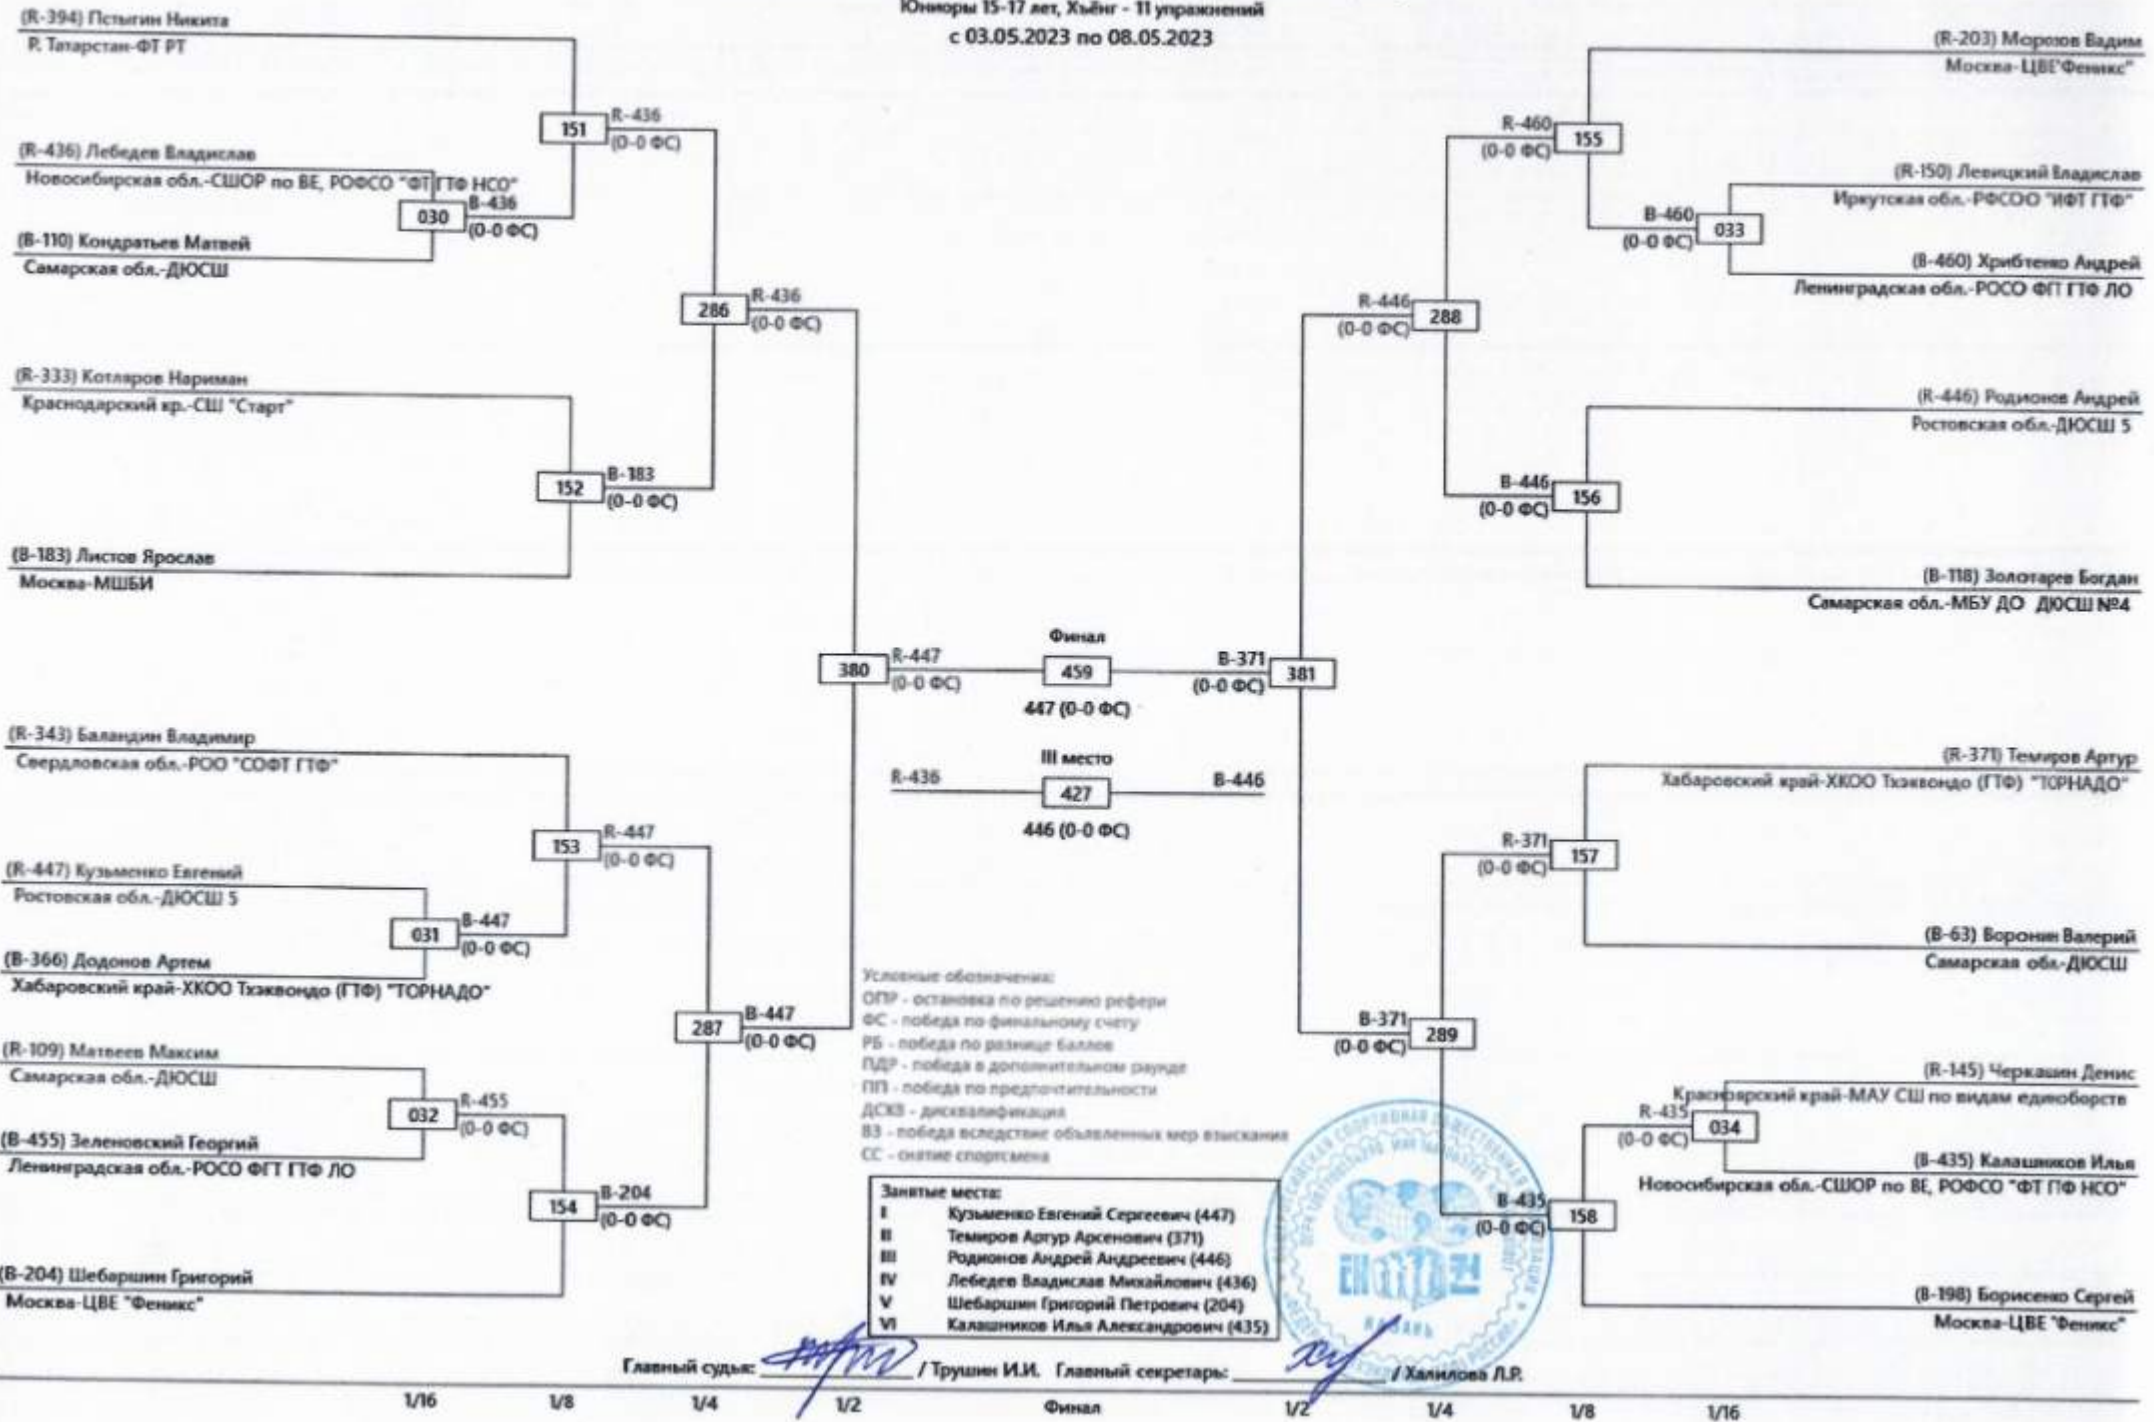 Юниоры 15-17 лет, Хъёнг - 11 упражнений
с 03.05.2023 по 08.05.2023
(R-394) Пстыгин Никита
Р. Татарстан-ФТ РТ
151
R-436
(0-0 ФС)
(R-436) Лебедев Владислав
Новосибирская обл.-СШОР по ВЕ, РОФСО "ФТ ГТФ НСО"
030
B-436
(0-0 ФС)
(B-110) Кондратьев Матвей
Самарская обл.-ДЮСШ
286
R-436
(0-0 ФС)
(R-333) Котляров Нариман
Краснодарский кр.-СШ "Старт"
152
B-183
(0-0 ФС)
(B-183) Листов Ярослав
Москва-МШБИ
380
R-447
(0-0 ФС)
(R-343) Баландин Владимир
Свердловская обл.-РОО "СОФТ ГТФ"
153
R-447
(0-0 ФС)
(R-447) Кузьменко Евгений
Ростовская обл.-ДЮСШ 5
031
B-447
(0-0 ФС)
(B-366) Додонов Артем
Хабаровский край-ХКОО Тхэквондо (ГТФ) "ТОРНАДО"
287
B-447
(0-0 ФС)
(R-109) Матвеев Максим
Самарская обл.-ДЮСШ
032
R-455
(0-0 ФС)
(B-455) Зеленовский Георгий
Ленинградская обл.-РОСО ФГТ ГТФ ЛО
154
B-204
(0-0 ФС)
(B-204) Шебаршин Григорий
Москва-ЦВЕ "Феникс"
Финал
459
447 (0-0 ФС)
III место
R-436
427
B-446
446 (0-0 ФС)
(R-203) Морозов Вадим
Москва-ЦВЕ"Феникс"
R-460
(0-0 ФС)
155
(R-150) Левицкий Владислав
Иркутская обл.-РФСОО "ИФТ ГТФ"
B-460
(0-0 ФС)
033
(B-460) Хрибтенко Андрей
Ленинградская обл.-РОСО ФГТ ГТФ ЛО
R-446
(0-0 ФС)
288
(R-446) Родионов Андрей
Ростовская обл.-ДЮСШ 5
B-446
(0-0 ФС)
156
(B-118) Золотарев Богдан
Самарская обл.-МБУ ДО ДЮСШ №4
B-371
(0-0 ФС)
381
(R-371) Темиров Артур
Хабаровский край-ХКОО Тхэквондо (ГТФ) "ТОРНАДО"
R-371
(0-0 ФС)
157
(B-63) Воронин Валерий
Самарская обл.-ДЮСШ
B-371
(0-0 ФС)
289
(R-145) Черкашин Денис
Красноярский край-МАУ СШ по видам единоборств
R-435
(0-0 ФС)
034
(B-435) Калашников Илья
Новосибирская обл.-СШОР по ВЕ, РОФСО "ФТ ГТФ НСО"
B-435
(0-0 ФС)
158
(B-198) Борисенко Сергей
Москва-ЦВЕ "Феникс"
Условные обозначения:
ОПР - остановка по решению рефери
ФС - победа по финальному счету
РБ - победа по разнице баллов
ПДР - победа в дополнительном раунде
ПП - победа по предпочтительности
ДСКВ - дисквалификация
ВЗ - победа вследствие объявленных мер взыскания
СС - снятие спортсмена
Занятые места:
I Кузьменко Евгений Сергеевич (447)
II Темиров Артур Арсенович (371)
III Родионов Андрей Андреевич (446)
IV Лебедев Владислав Михайлович (436)
V Шебаршин Григорий Петрович (204)
VI Калашников Илья Александрович (435)
КАЗАНЬ
Главный судья: / Трушин И.И. Главный секретарь: / Халилова Л.Р.
1/16 1/8 1/4 1/2 Финал 1/2 1/4 1/8 1/16